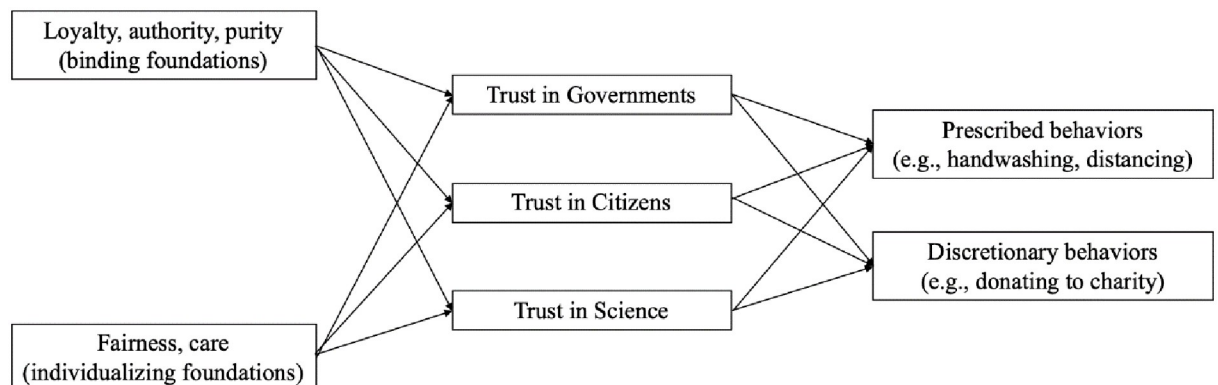 Loyalty, authority, purity
(binding foundations)
Trust in Governments
Prescribed behaviors
(e.g., handwashing, distancing)
Trust in Citizens
Discretionary behaviors
(e.g., donating to charity)
Trust in Science
Fairness, care
(individualizing foundations)